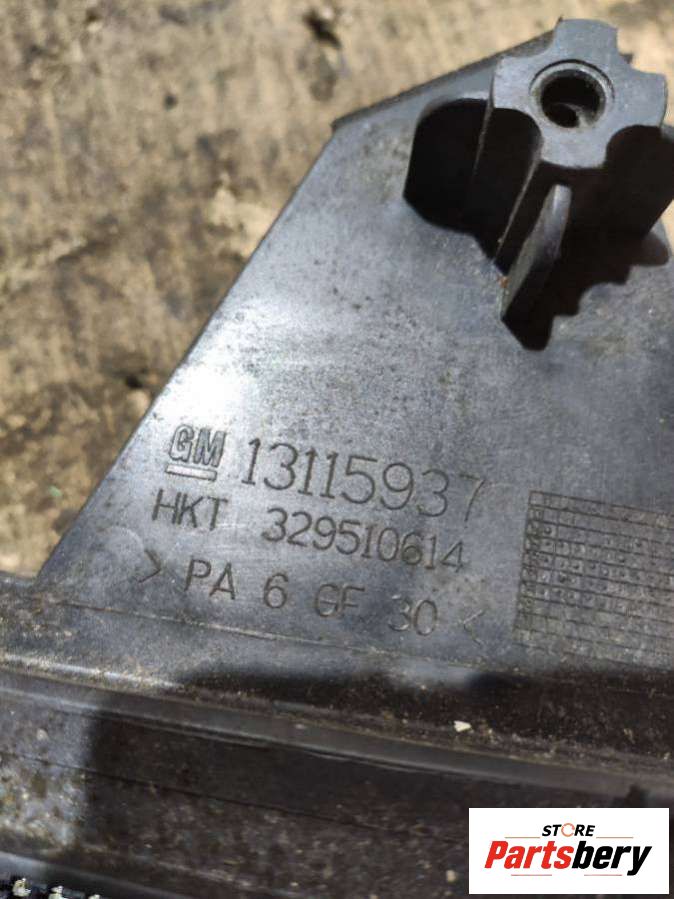 GM 13115937
HKT 329510614
> PA 6 GF 30 <
STORE
Partsbery